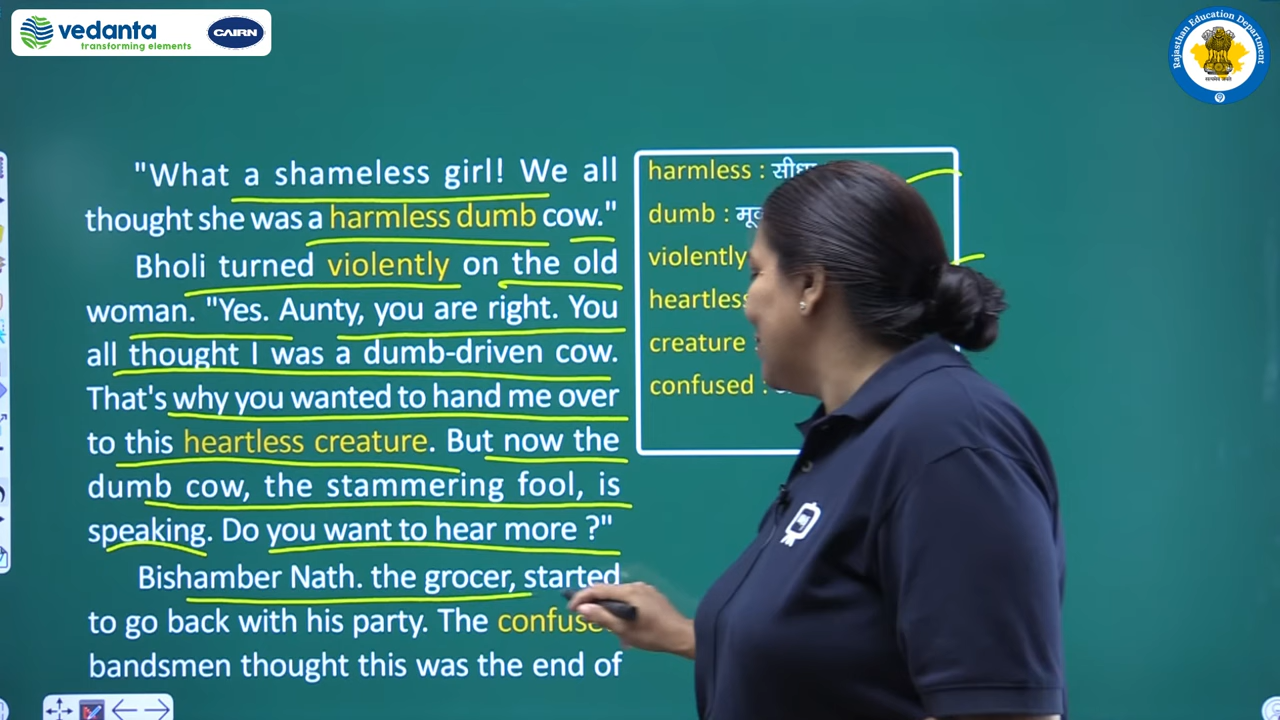 vedanta
transforming elements
CAIRN
Rajasthan Education Department
"What a shameless girl! We all
thought she was a harmless dumb cow."
Bholi turned violently on the old
woman. "Yes. Aunty, you are right. You
all thought I was a dumb-driven cow.
That's why you wanted to hand me over
to this heartless creature. But now the
dumb cow, the stammering fool, is
speaking. Do you want to hear more ?"
Bishamber Nath. the grocer, started
to go back with his party. The
bandsmen thought this was the end of
harmless :
dumb :
violently
heartless
creature :
confused :